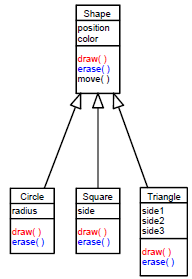 Shape
position
color
draw( )
erase( )
move( )
Circle
radius
draw( )
erase( )
Square
side
draw( )
erase( )
Triangle
side1
side2
side3
draw( )
erase( )